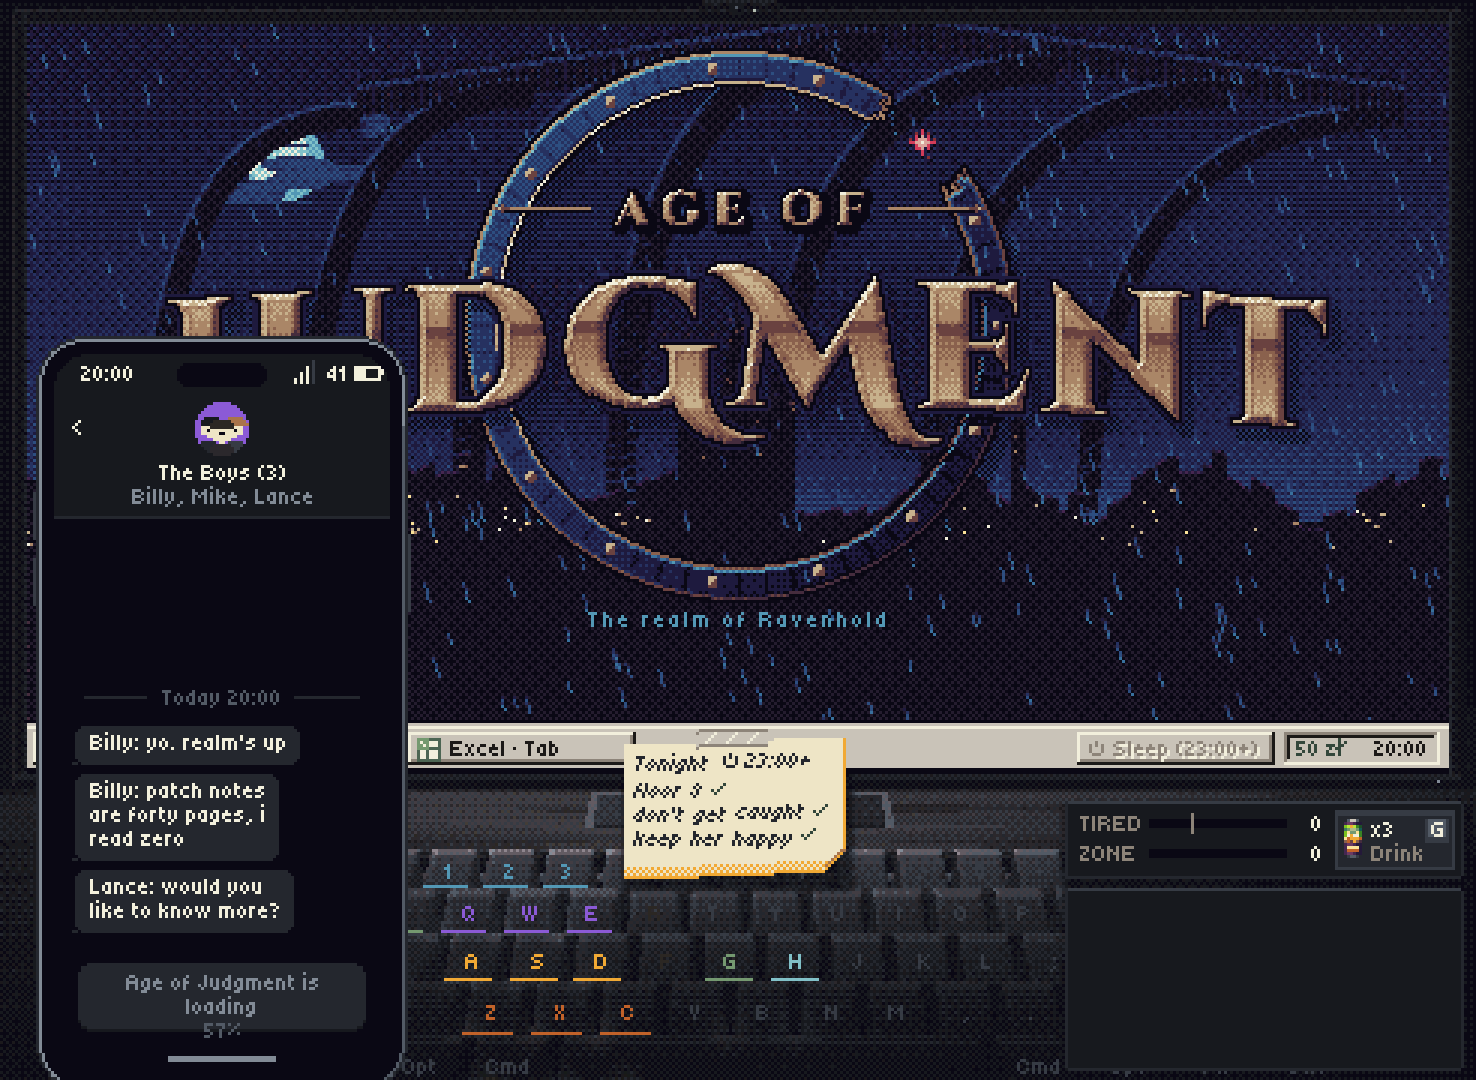 AGE OF
JUDGMENT
The realm of Ravenhold
20:00
41
<
The Boys (3)
Billy, Mike, Lance
Today 20:00
Billy: yo. realm's up
Billy: patch notes
are forty pages, i
read zero
Lance: would you
like to know more?
Age of Judgment is
loading
57%
Excel · Tab
Sleep (23:00+)
50 zł 20:00
Tonight ⏻ 23:00+
floor 9 ✓
don't get caught ✓
keep her happy ✓
TIRED 0
ZONE 0
x3 G
Drink
1 2 3
Q W E T Y U O P
A S D F G H J K L ;
Z X C V B N M , .
Opt Cmd Cmd